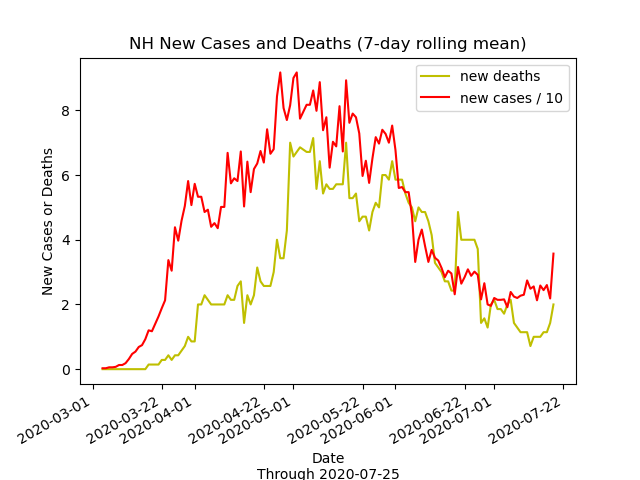 NH New Cases and Deaths (7-day rolling mean)
new deaths
new cases / 10
New Cases or Deaths
8
6
4
2
0
2020-03-01
2020-03-22
2020-04-01
2020-04-22
2020-05-01
2020-05-22
2020-06-01
2020-06-22
2020-07-01
2020-07-22
Date
Through 2020-07-25